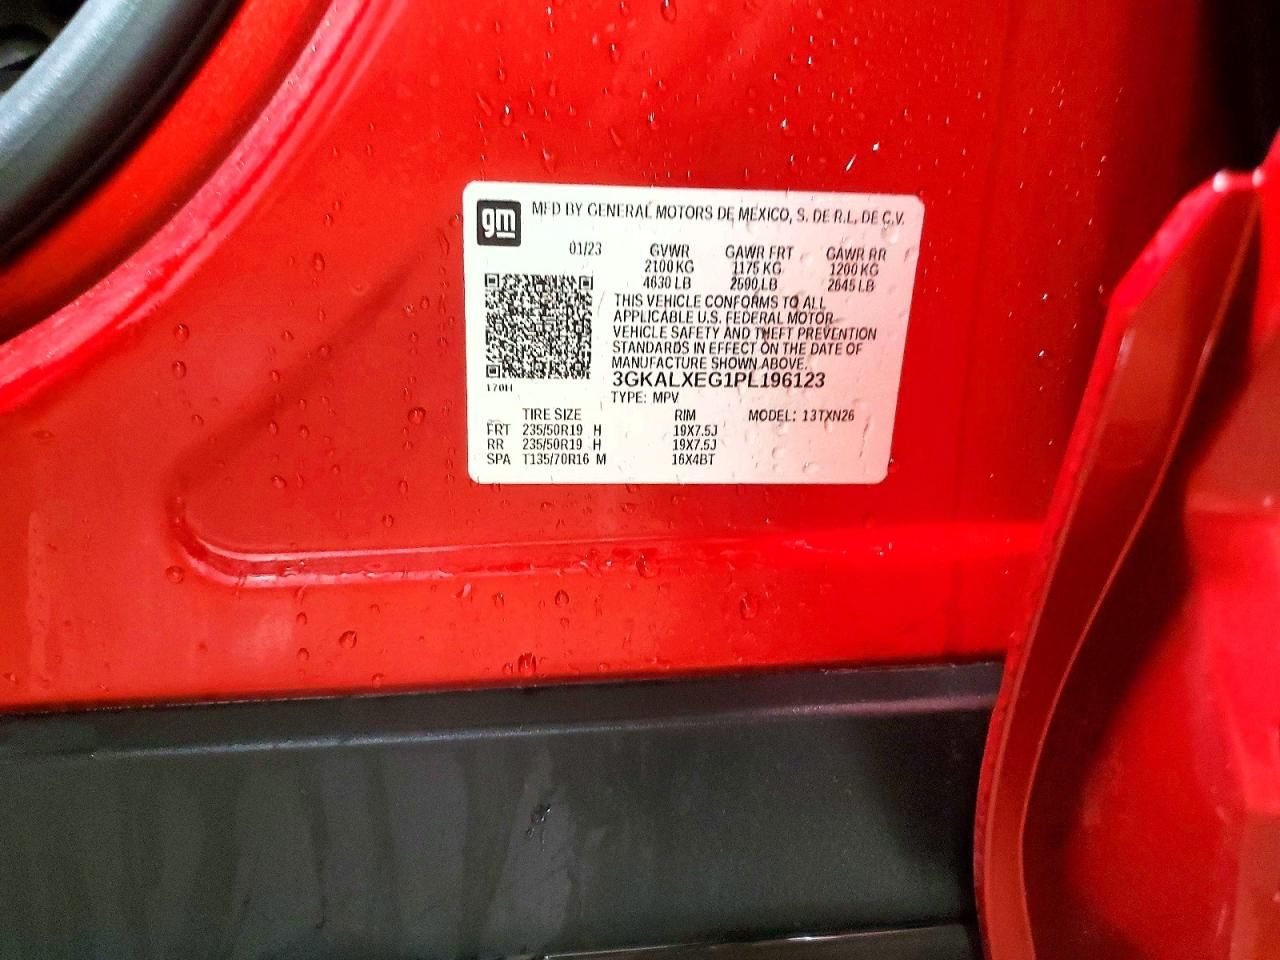 gm MFD BY GENERAL MOTORS DE MEXICO, S. DE R.L. DE C.V.
01/23 GVWR GAWR FRT GAWR RR
2100 KG 1175 KG 1200 KG
4630 LB 2590 LB 2645 LB
THIS VEHICLE CONFORMS TO ALL
APPLICABLE U.S. FEDERAL MOTOR
VEHICLE SAFETY AND THEFT PREVENTION
STANDARDS IN EFFECT ON THE DATE OF
MANUFACTURE SHOWN ABOVE.
3GKALXEG1PL196123
170H
TYPE: MPV
TIRE SIZE RIM MODEL: 13TXN26
FRT 235/50R19 H 19X7.5J
RR 235/50R19 H 19X7.5J
SPA T135/70R16 M 16X4BT